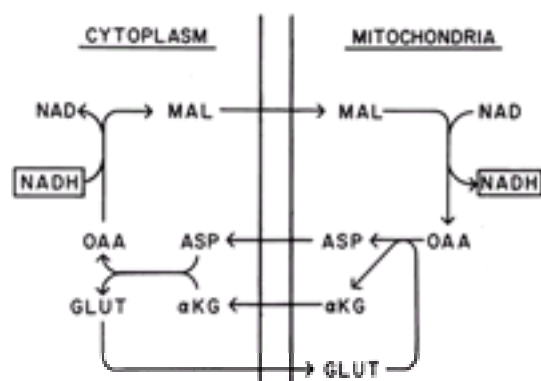 CYTOPLASM MITOCHONDRIA
NAD MAL MAL NAD
NADH NADH
OAA ASP ASP OAA
GLUT αKG αKG
GLUT